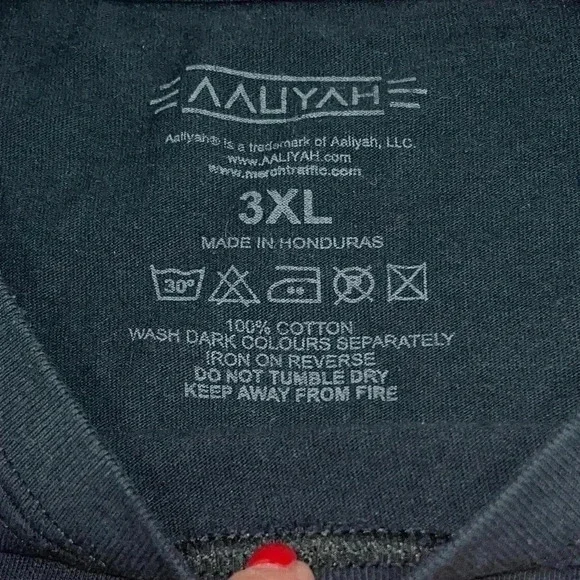 AALIYAH
Aaliyah® is a trademark of Aaliyah, LLC.
www.AALIYAH.com
www.merchtraffic.com
3XL
MADE IN HONDURAS
30°
100% COTTON
WASH DARK COLOURS SEPARATELY
IRON ON REVERSE
DO NOT TUMBLE DRY
KEEP AWAY FROM FIRE